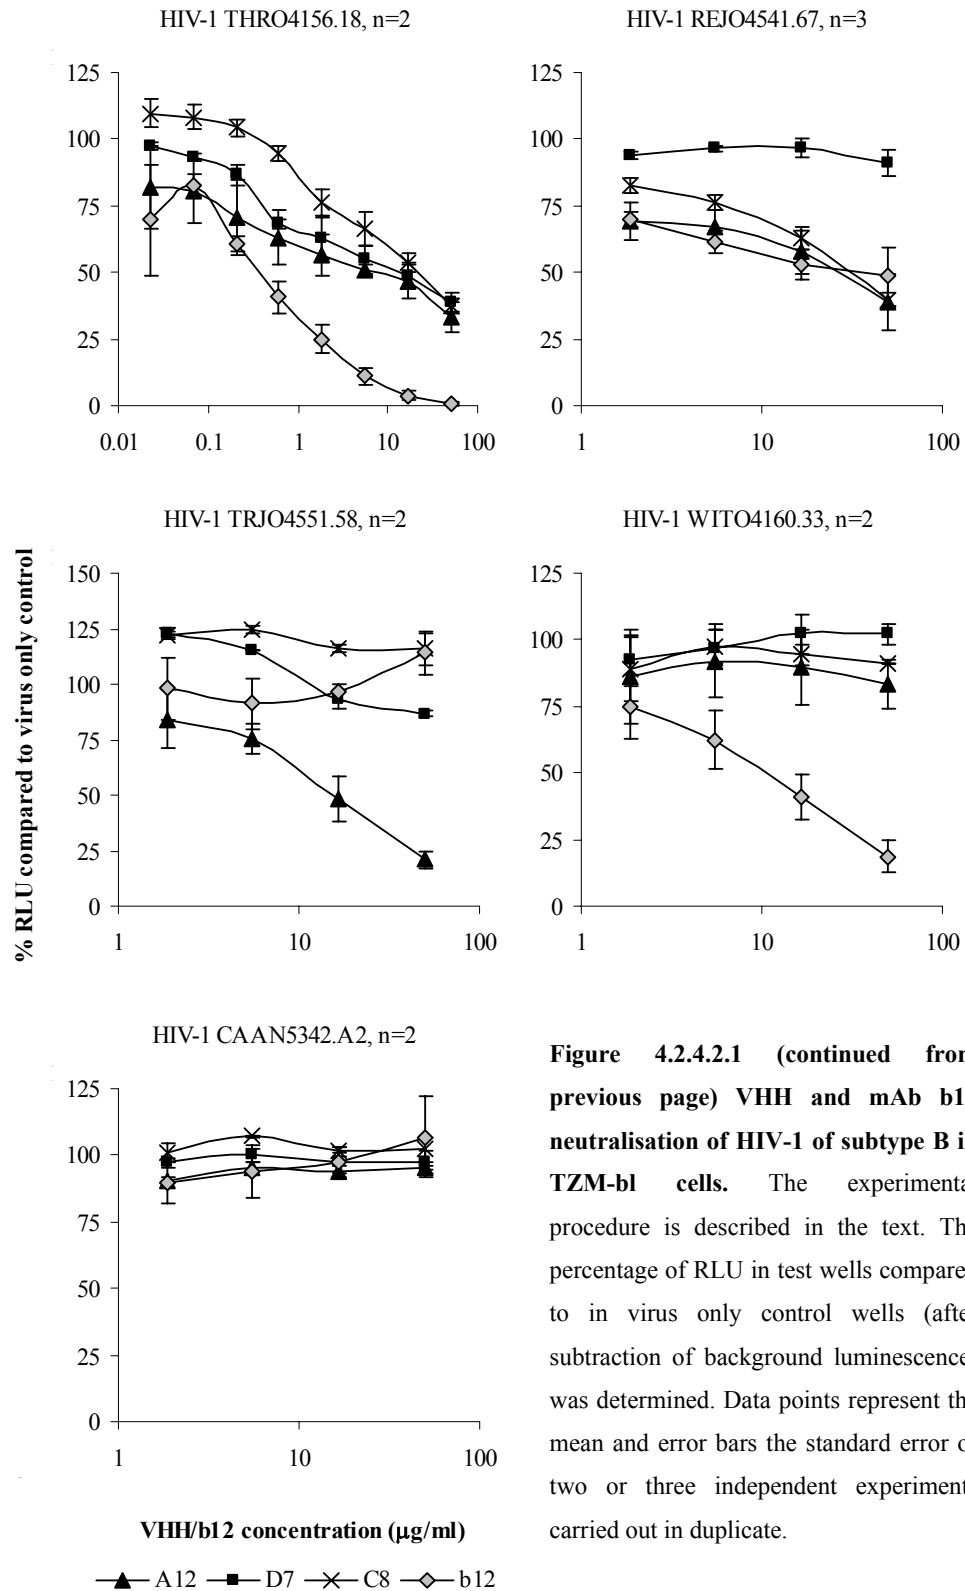 HIV-1 THRO4156.18, n=2
125
100
75
50
25
0
0.01 0.1 1 10 100
HIV-1 REJO4541.67, n=3
125
100
75
50
25
0
1 10 100
% RLU compared to virus only control
HIV-1 TRJO4551.58, n=2
150
125
100
75
50
25
0
1 10 100
HIV-1 WITO4160.33, n=2
125
100
75
50
25
0
1 10 100
HIV-1 CAAN5342.A2, n=2
125
100
75
50
25
0
1 10 100
VHH/b12 concentration (µg/ml)
A12 D7 C8 b12
Figure 4.2.4.2.1 (continued from
previous page) VHH and mAb b1
neutralisation of HIV-1 of subtype B i
TZM-bl cells. The experimenta
procedure is described in the text. Th
percentage of RLU in test wells compare
to in virus only control wells (afte
subtraction of background luminescence
was determined. Data points represent th
mean and error bars the standard error o
two or three independent experiment
carried out in duplicate.